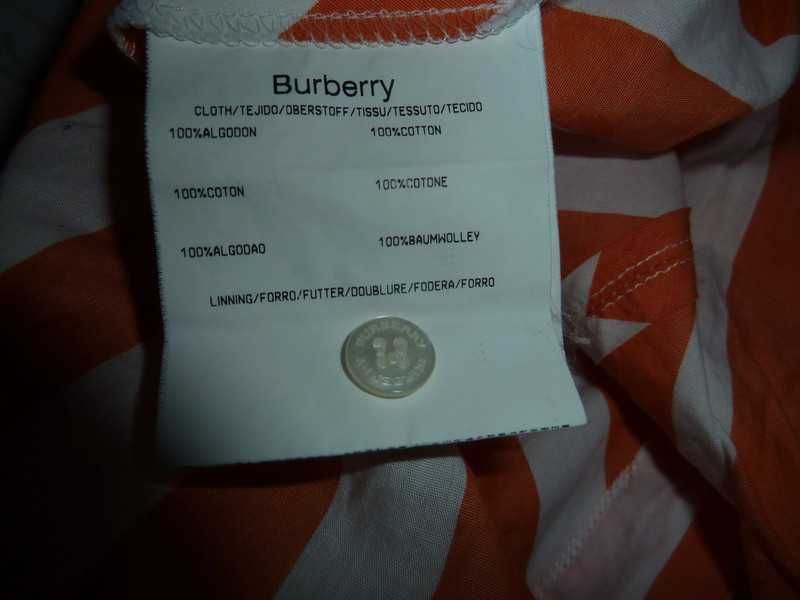 Burberry
CLOTH/TEJIDO/OBERSTOFF/TISSU/TESSUTO/TECIDO
100%ALGODON 100%COTTON
100%COTON 100%COTONE
100%ALGODAO 100%BAUMWOLLEY
LINNING/FORRO/FUTTER/DOUBLURE/FODERA/FORRO
BURBERRY